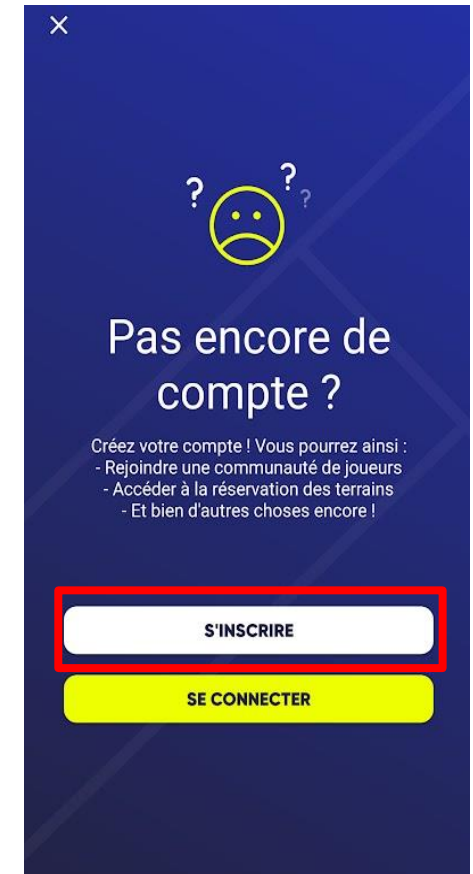 ? ? ?
Pas encore de
compte ?
Créez votre compte ! Vous pourrez ainsi :
- Rejoindre une communauté de joueurs
- Accéder à la réservation des terrains
- Et bien d'autres choses encore !
S'INSCRIRE
SE CONNECTER